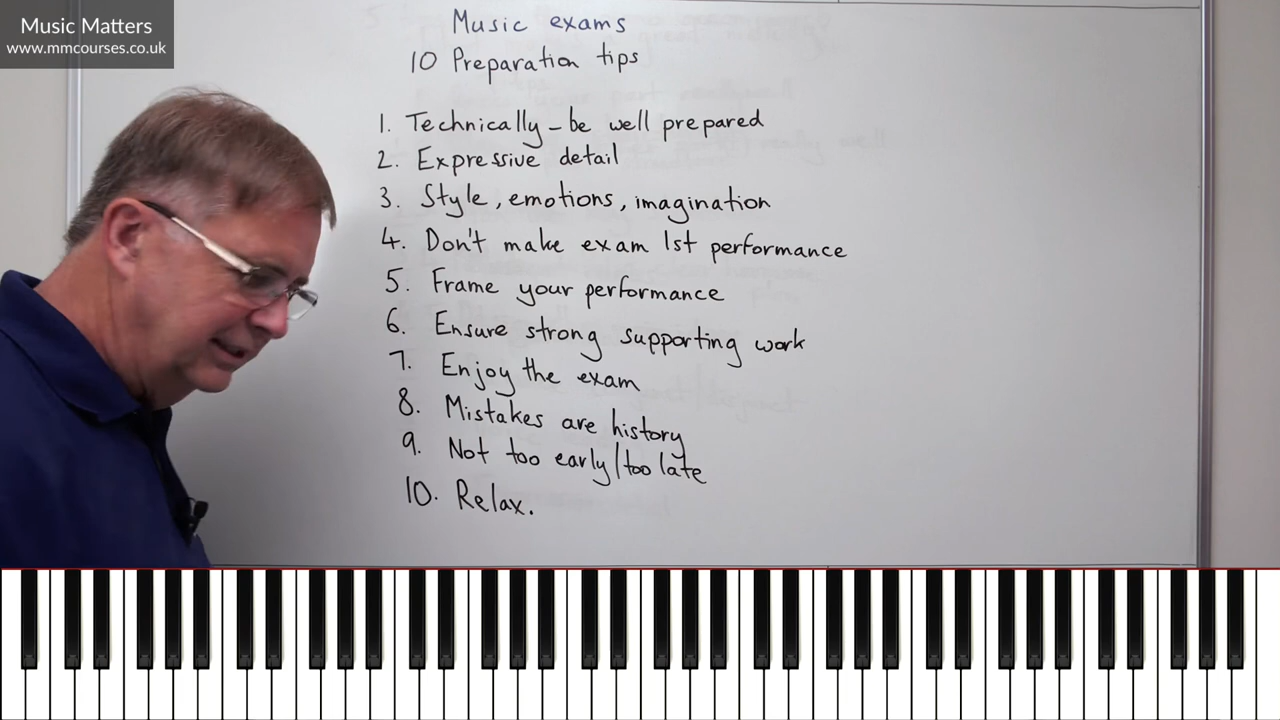 Music Matters
www.mmcourses.co.uk
Music exams
10 Preparation tips
1. Technically - be well prepared
2. Expressive detail
3. Style, emotions, imagination
4. Don't make exam 1st performance
5. Frame your performance
6. Ensure strong supporting work
7. Enjoy the exam
8. Mistakes are history
9. Not too early/too late
10. Relax.